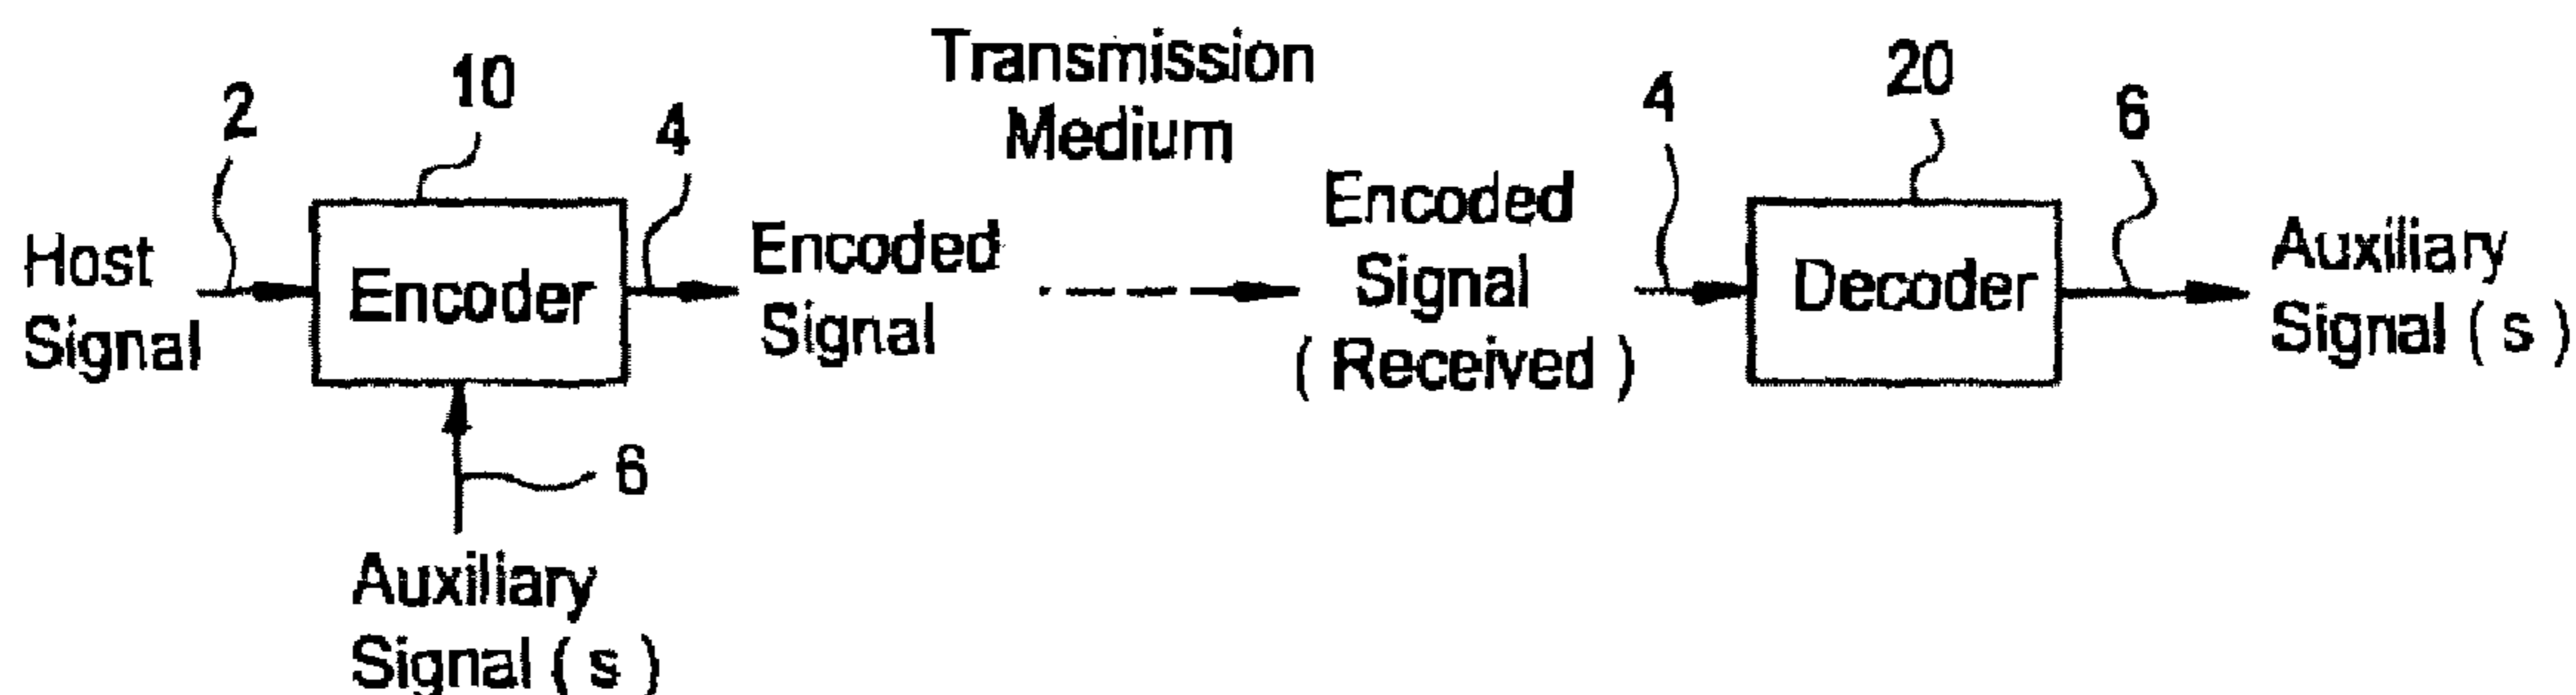 2
10
4
Transmission
Medium
4
20
6
Host
Signal
Encoder
Encoded
Signal
Encoded
Signal
( Received )
Decoder
Auxiliary
Signal ( s )
6
Auxiliary
Signal ( s )